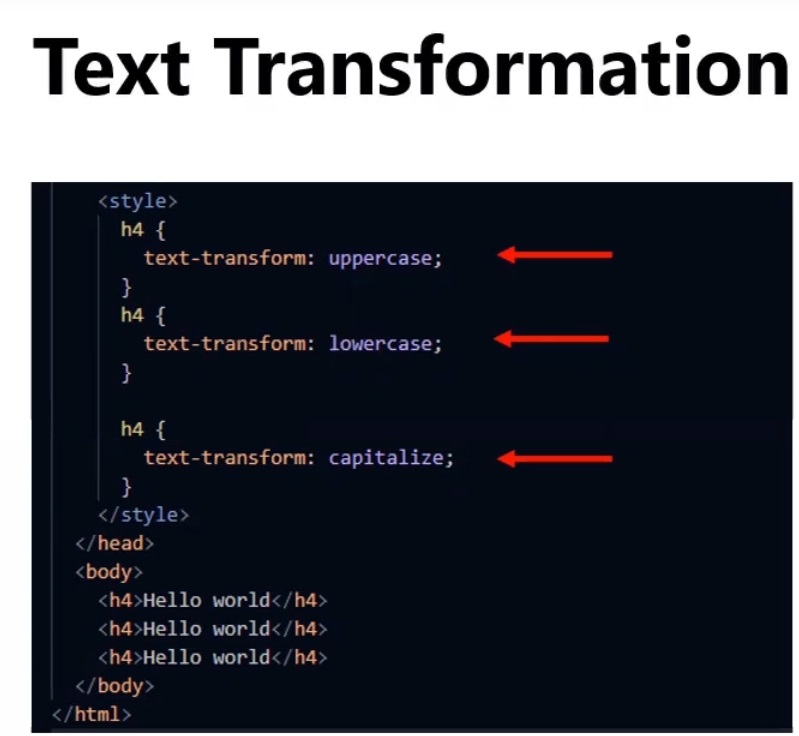 Text Transformation
<style>
h4 {
text-transform: uppercase;
}
h4 {
text-transform: lowercase;
}
h4 {
text-transform: capitalize;
}
</style>
</head>
<body>
<h4>Hello world</h4>
<h4>Hello world</h4>
<h4>Hello world</h4>
</body>
</html>